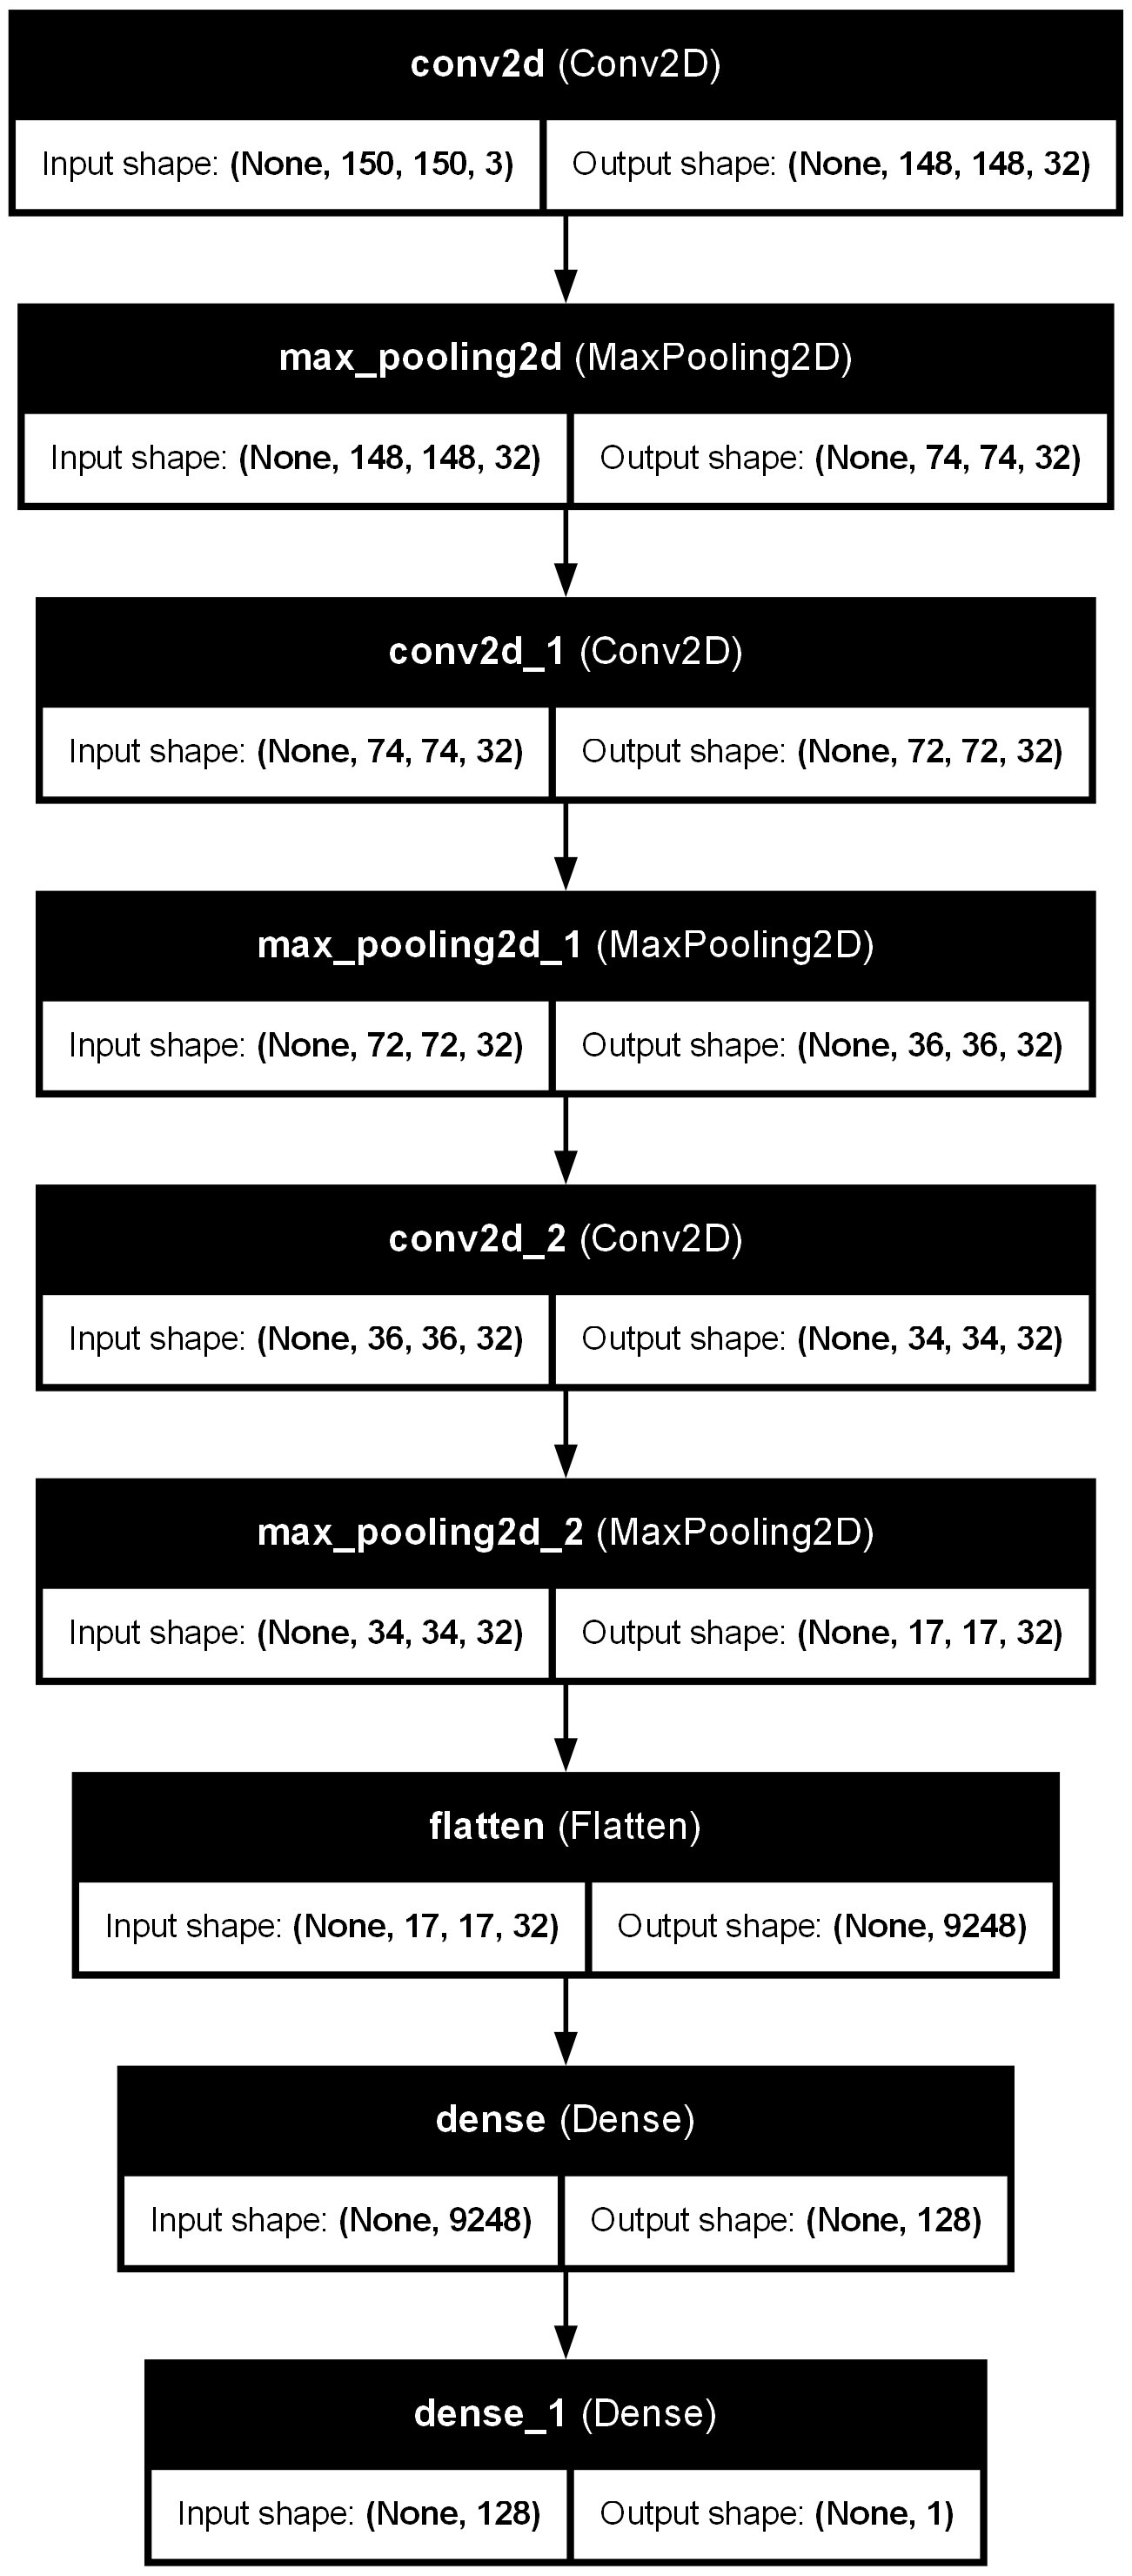 conv2d (Conv2D)
Input shape: (None, 150, 150, 3) Output shape: (None, 148, 148, 32)
max_pooling2d (MaxPooling2D)
Input shape: (None, 148, 148, 32) Output shape: (None, 74, 74, 32)
conv2d_1 (Conv2D)
Input shape: (None, 74, 74, 32) Output shape: (None, 72, 72, 32)
max_pooling2d_1 (MaxPooling2D)
Input shape: (None, 72, 72, 32) Output shape: (None, 36, 36, 32)
conv2d_2 (Conv2D)
Input shape: (None, 36, 36, 32) Output shape: (None, 34, 34, 32)
max_pooling2d_2 (MaxPooling2D)
Input shape: (None, 34, 34, 32) Output shape: (None, 17, 17, 32)
flatten (Flatten)
Input shape: (None, 17, 17, 32) Output shape: (None, 9248)
dense (Dense)
Input shape: (None, 9248) Output shape: (None, 128)
dense_1 (Dense)
Input shape: (None, 128) Output shape: (None, 1)